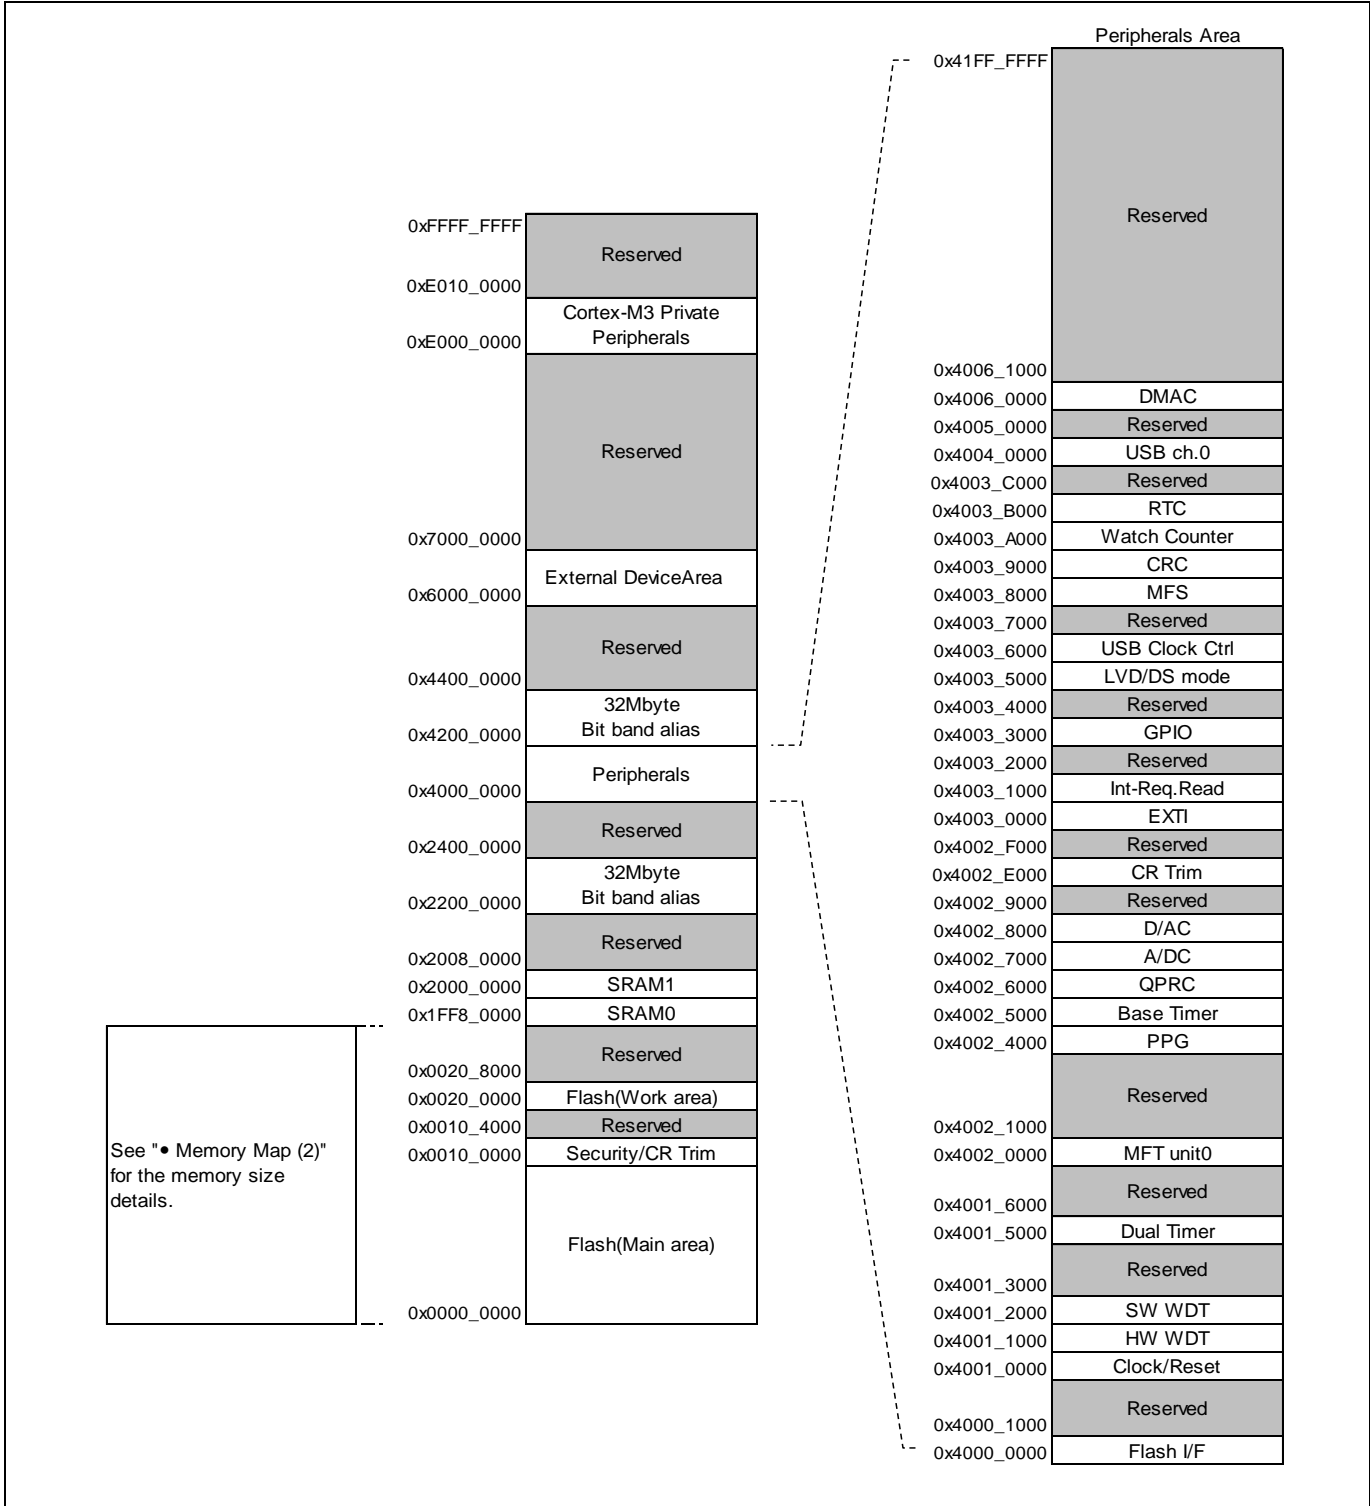 Peripherals Area
0x41FF_FFFF
Reserved
0x4006_1000
0x4006_0000 DMAC
0x4005_0000 Reserved
0x4004_0000 USB ch.0
0x4003_C000 Reserved
0x4003_B000 RTC
0x4003_A000 Watch Counter
0x4003_9000 CRC
0x4003_8000 MFS
0x4003_7000 Reserved
0x4003_6000 USB Clock Ctrl
0x4003_5000 LVD/DS mode
0x4003_4000 Reserved
0x4003_3000 GPIO
0x4003_2000 Reserved
0x4003_1000 Int-Req.Read
0x4003_0000 EXTI
0x4002_F000 Reserved
0x4002_E000 CR Trim
0x4002_9000 Reserved
0x4002_8000 D/AC
0x4002_7000 A/DC
0x4002_6000 QPRC
0x4002_5000 Base Timer
0x4002_4000 PPG
Reserved
0x4002_1000
0x4002_0000 MFT unit0
Reserved
0x4001_6000
0x4001_5000 Dual Timer
Reserved
0x4001_3000
0x4001_2000 SW WDT
0x4001_1000 HW WDT
0x4001_0000 Clock/Reset
Reserved
0x4000_1000
0x4000_0000 Flash I/F
0xFFFF_FFFF
Reserved
0xE010_0000
Cortex-M3 Private
Peripherals
0xE000_0000
Reserved
0x7000_0000
External DeviceArea
0x6000_0000
Reserved
0x4400_0000
32Mbyte
Bit band alias
0x4200_0000
Peripherals
0x4000_0000
Reserved
0x2400_0000
32Mbyte
Bit band alias
0x2200_0000
Reserved
0x2008_0000
0x2000_0000 SRAM1
0x1FF8_0000 SRAM0
Reserved
0x0020_8000
0x0020_0000 Flash(Work area)
0x0010_4000 Reserved
0x0010_0000 Security/CR Trim
Flash(Main area)
0x0000_0000
See "● Memory Map (2)"
for the memory size
details.